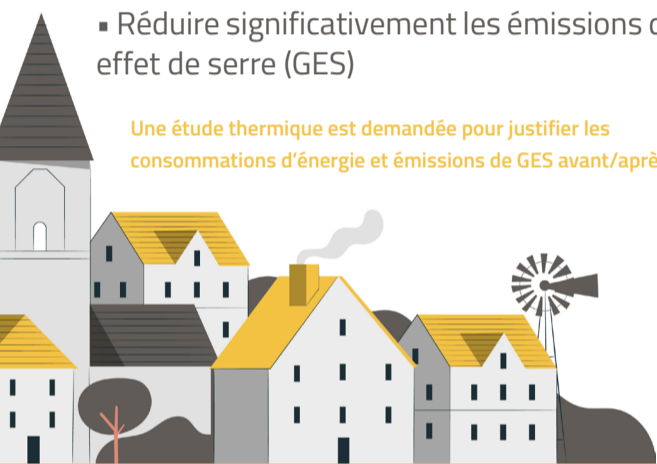 ▪ Réduire significativement les émissions
effet de serre (GES)
Une étude thermique est demandée pour justifier les
consommations d'énergie et émissions de GES avant/aprè